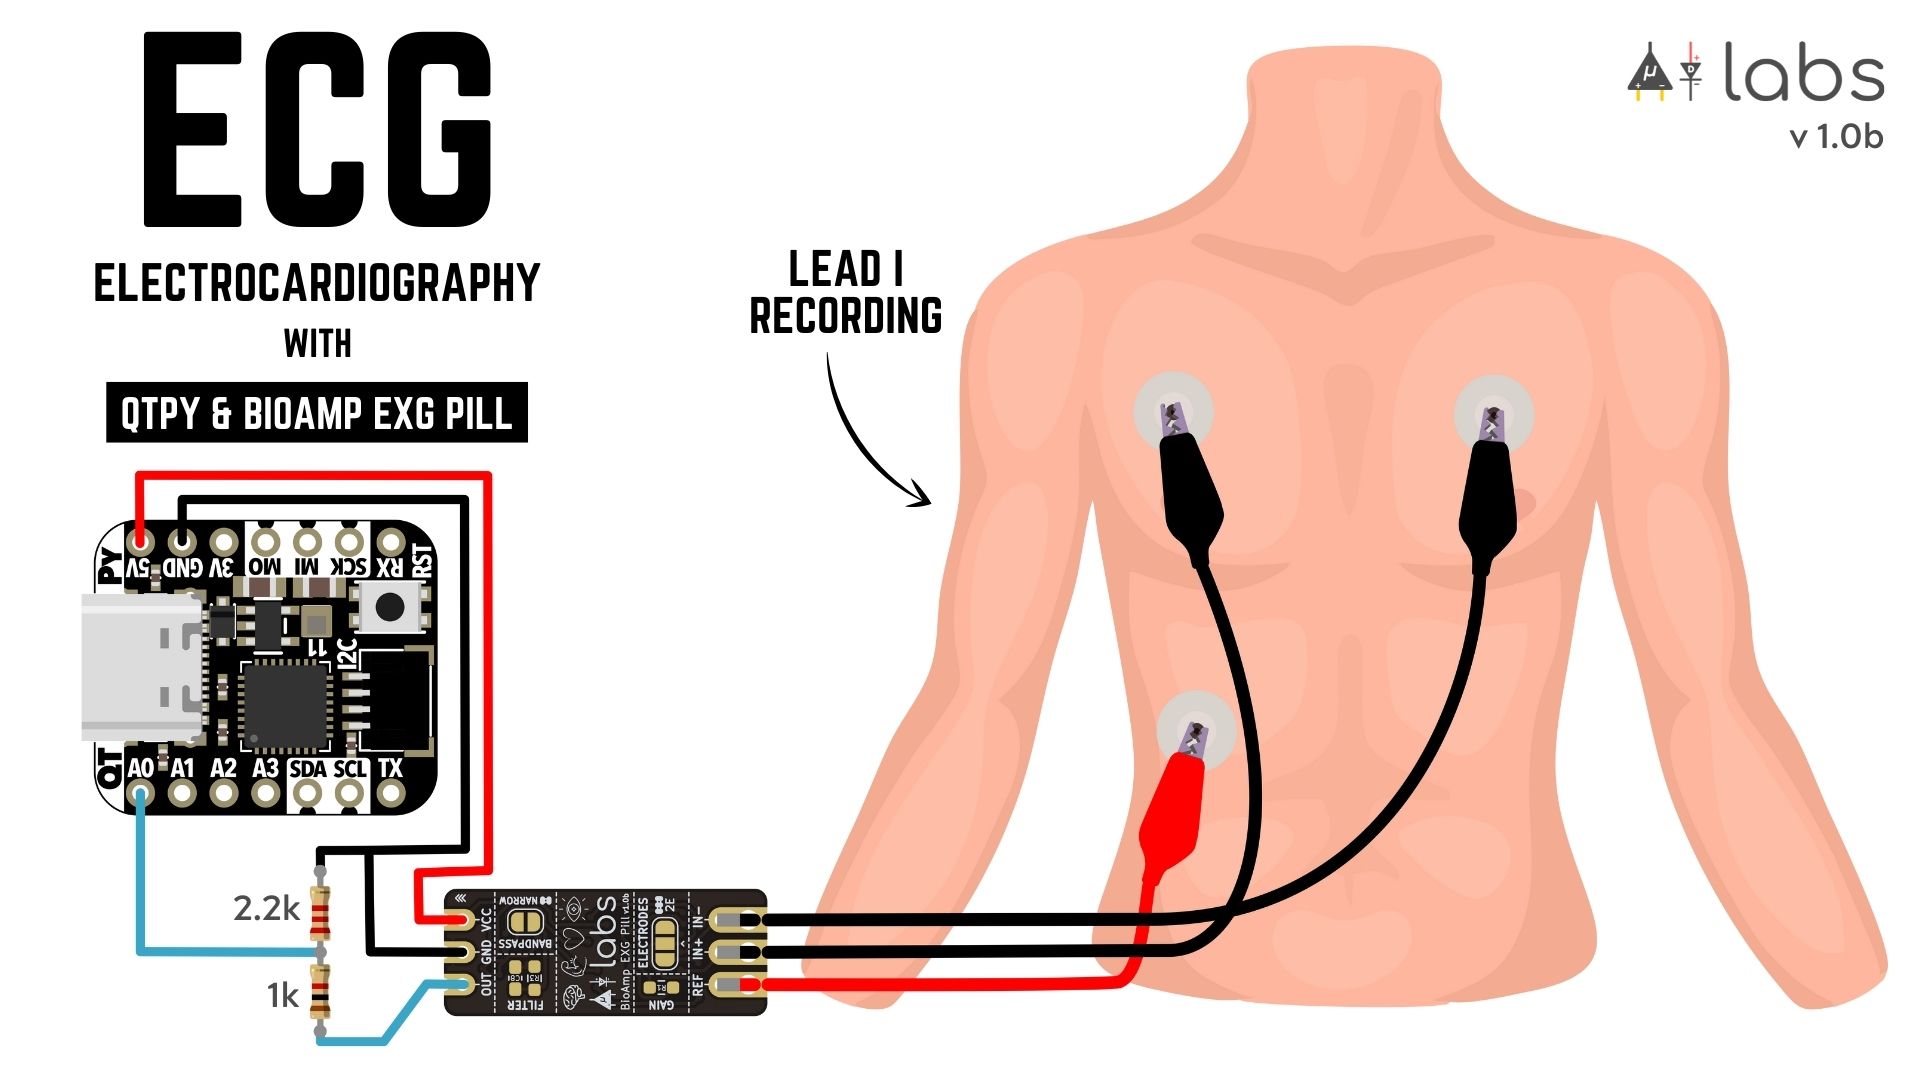 ECG
ELECTROCARDIOGRAPHY
WITH
QTPY & BIOAMP EXG PILL
LEAD I
RECORDING
labs
v 1.0b
PY
5V
GND
3V
MO
MI
SCK
RX
RST
11
I2C
QT
A0
A1
A2
A3
SDA
SCL
TX
2.2k
1k
VCC
GND
OUT
NARROW
BANDPASS
FILTER
labs
BioAmp EXG Pill v1.0b
ELECTRODES
2E
GAIN
IN-
IN+
REF